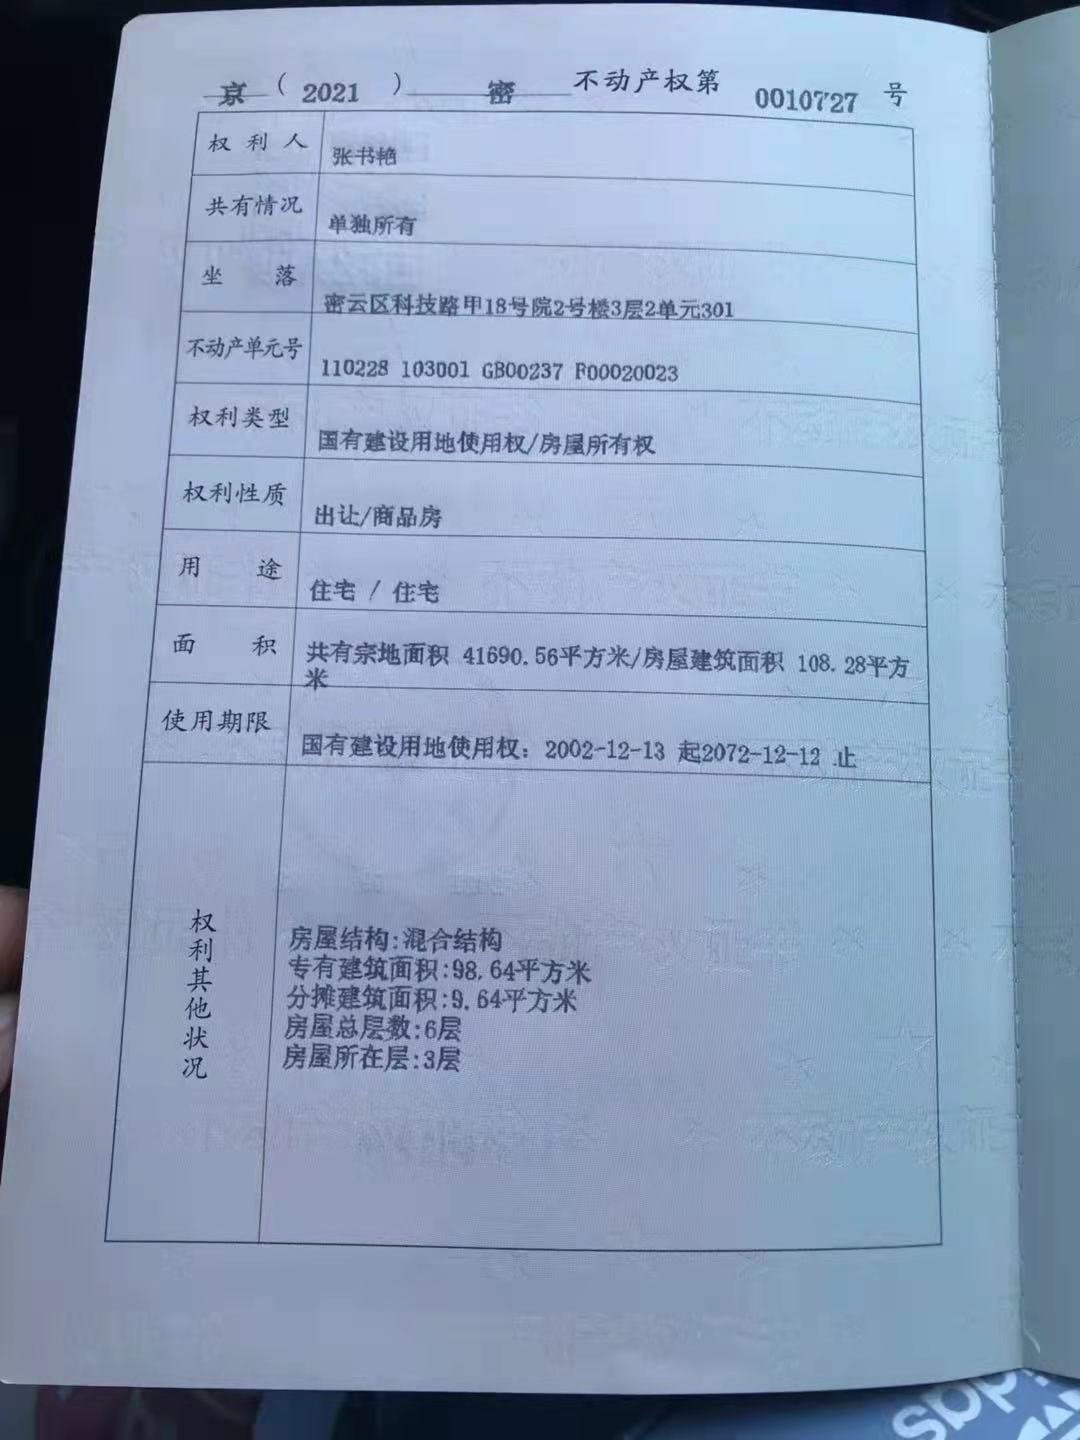 京（2021）密不动产权第0010727号
权利人 张书艳
共有情况 单独所有
坐落 密云区科技路甲18号院2号楼3层2单元301
不动产单元号 110228 103001 GB00237 F00020023
权利类型 国有建设用地使用权/房屋所有权
权利性质 出让/商品房
用途 住宅 / 住宅
面积 共有宗地面积 41690.56平方米/房屋建筑面积 108.28平方
米
使用期限 国有建设用地使用权：2002-12-13 起2072-12-12 止
权利其他状况
房屋结构:混合结构
专有建筑面积:98.64平方米
分摊建筑面积:9.64平方米
房屋总层数:6层
房屋所在层:3层